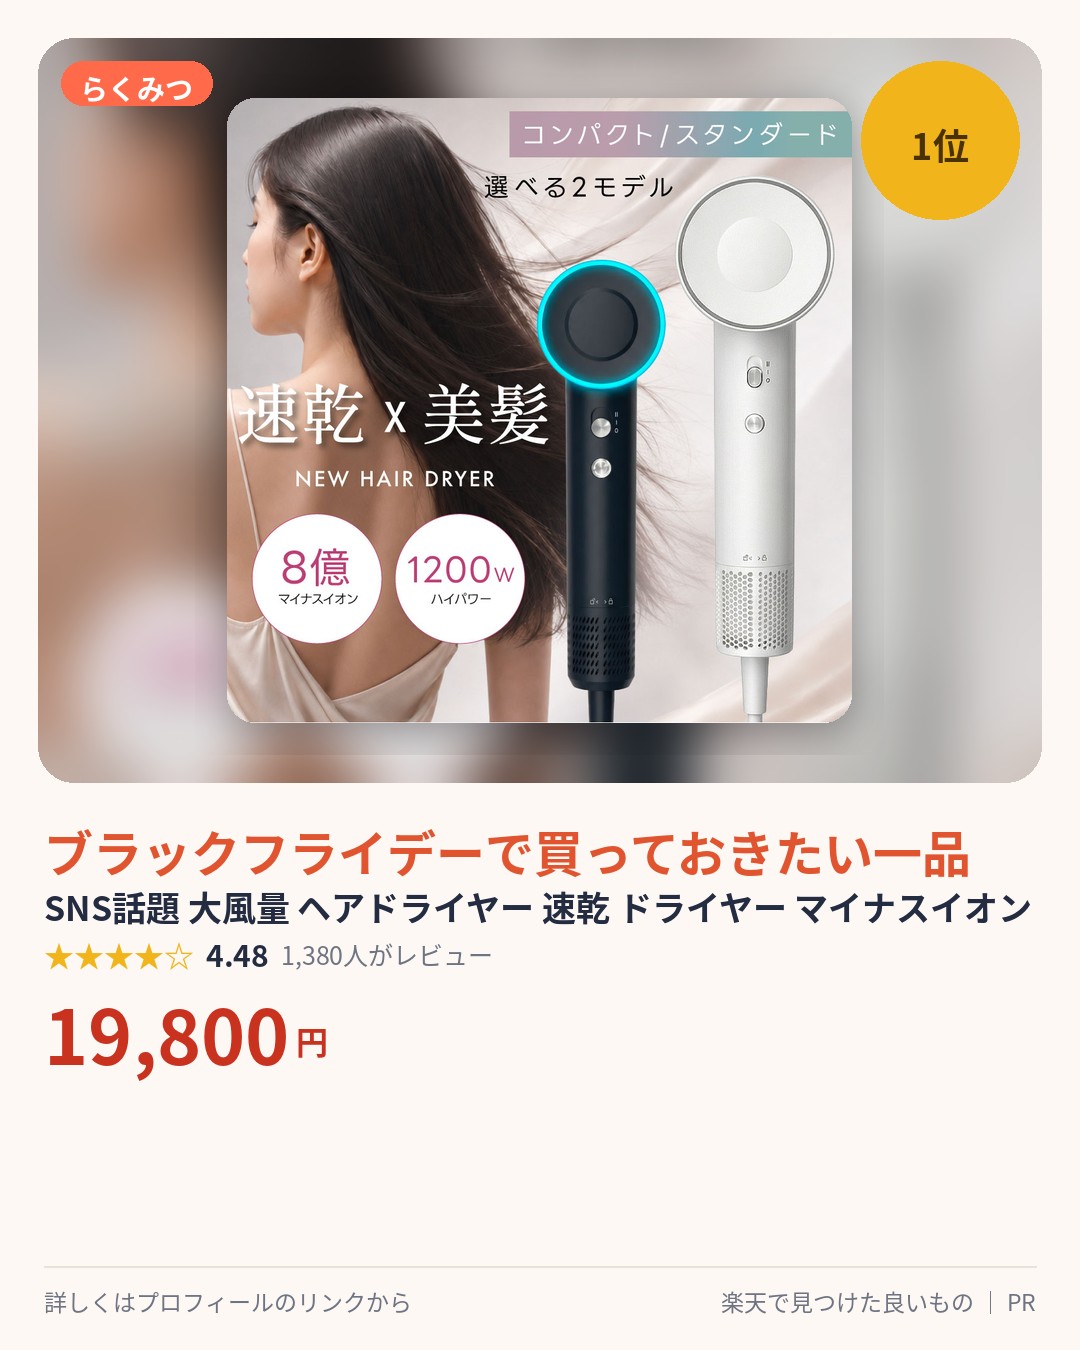 らくみつ
1位
コンパクト/スタンダード
選べる2モデル
速乾 x 美髪
NEW HAIR DRYER
8億
マイナスイオン
1200W
ハイパワー
ブラックフライデーで買っておきたい一品
SNS話題 大風量 ヘアドライヤー 速乾 ドライヤー マイナスイオン
★★★★☆ 4.48 1,380人がレビュー
19,800円
詳しくはプロフィールのリンクから
楽天で見つけた良いもの | PR